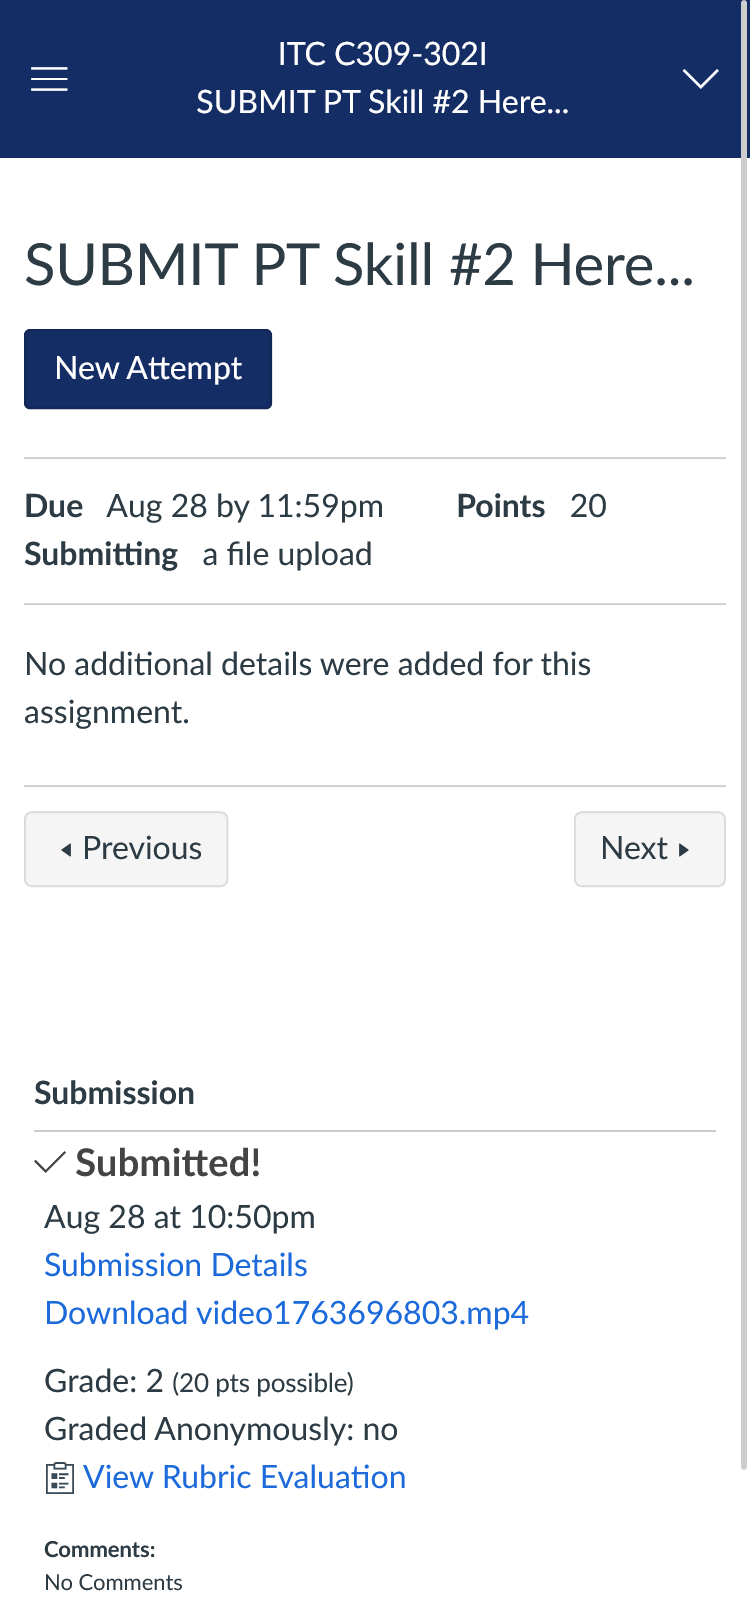 ITC C309-302I
SUBMIT PT Skill #2 Here...
SUBMIT PT Skill #2 Here...
New Attempt
Due Aug 28 by 11:59pm Points 20
Submitting a file upload
No additional details were added for this
assignment.
Previous Next
Submission
Submitted!
Aug 28 at 10:50pm
Submission Details
Download video1763696803.mp4
Grade: 2 (20 pts possible)
Graded Anonymously: no
View Rubric Evaluation
Comments:
No Comments